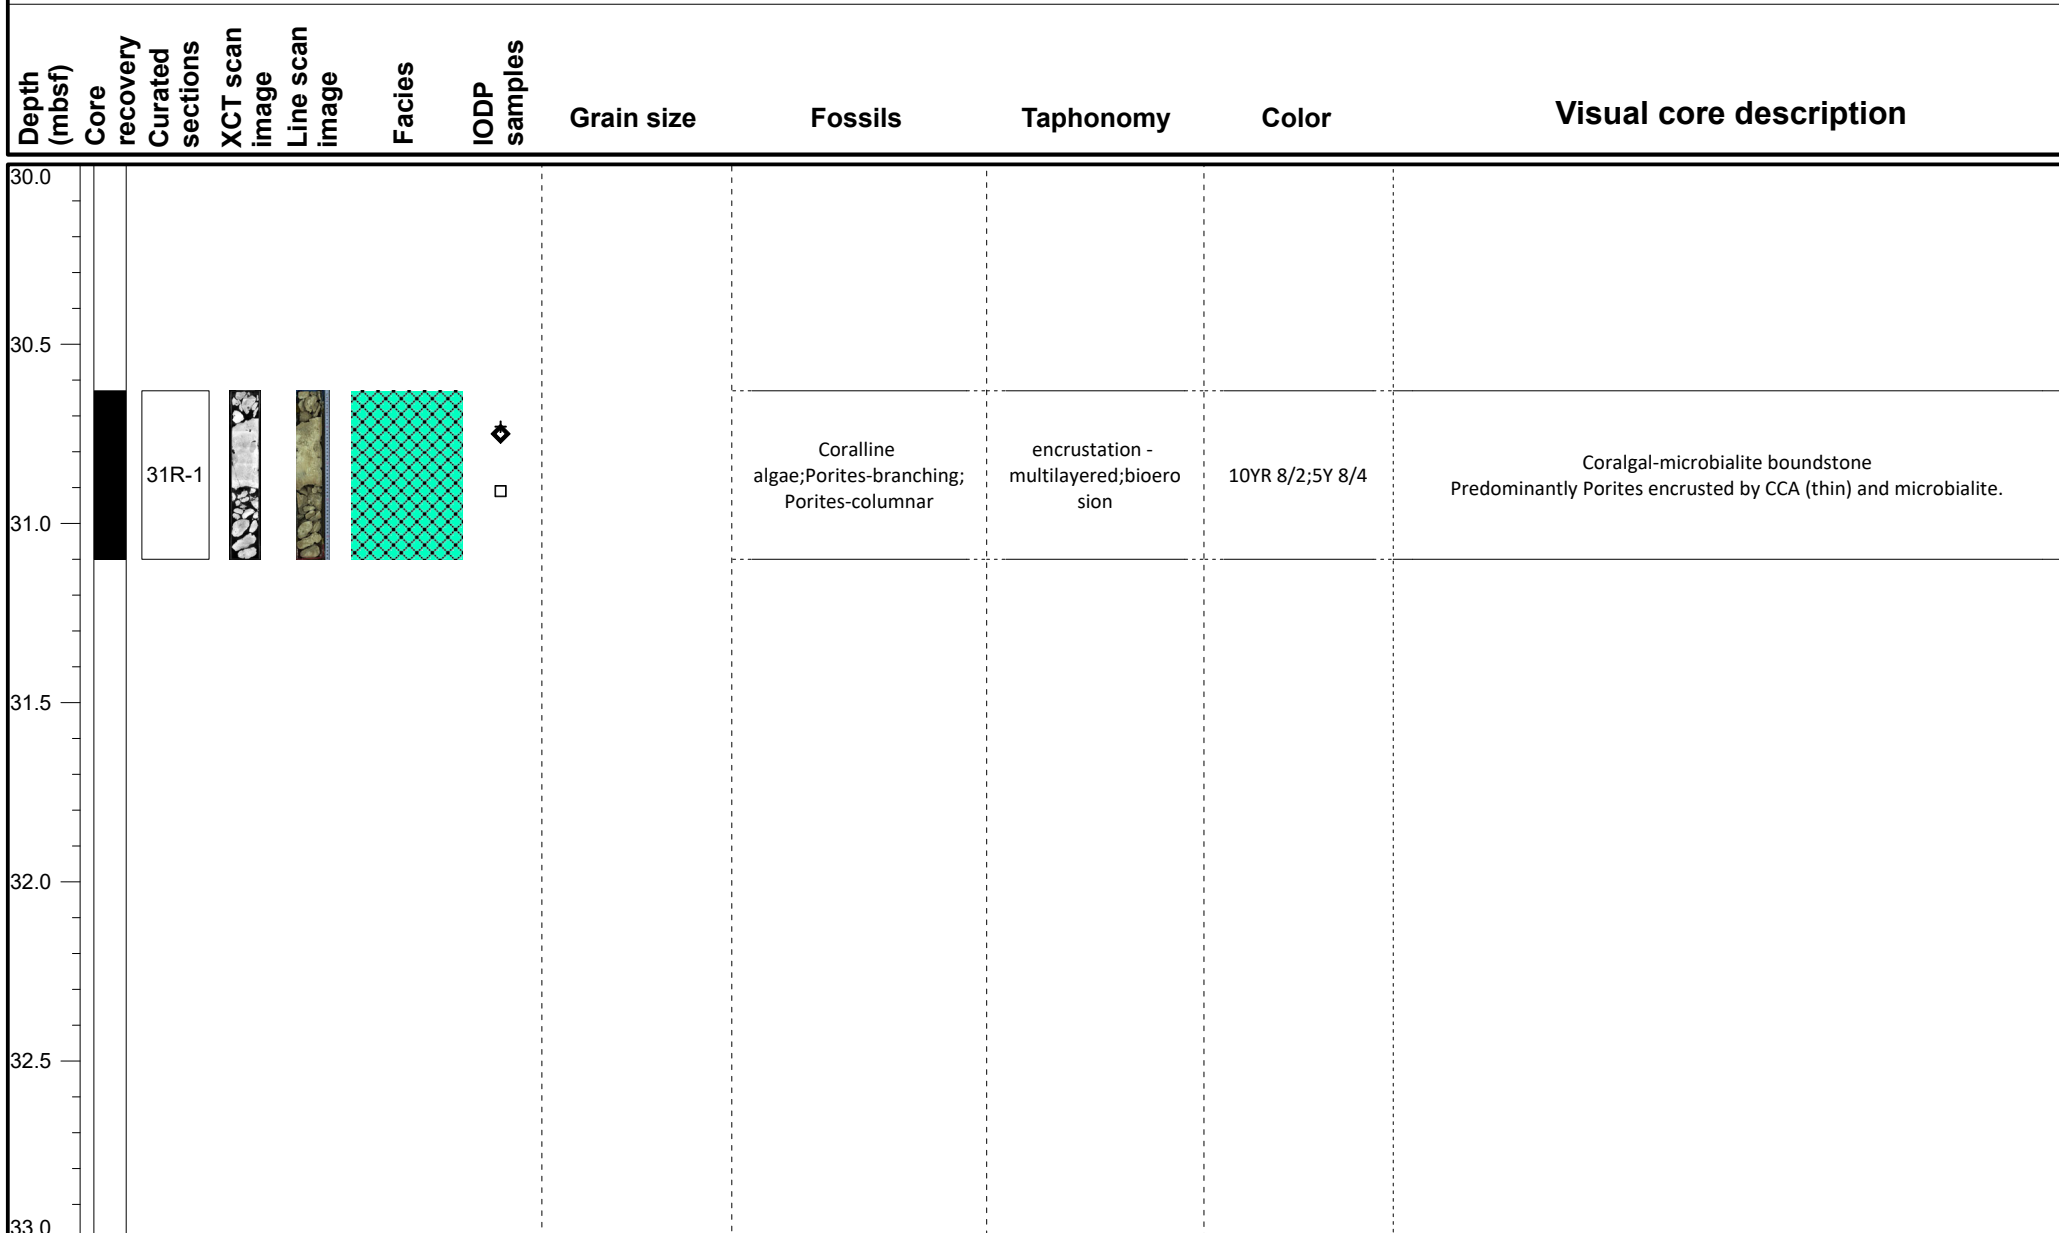 Depth
(mbsf)
Core
recovery
Curated
sections
XCT scan
image
Line scan
image
Facies
IODP
samples
Grain size
Fossils
Taphonomy
Color
Visual core description
30.0
30.5
31.0
31.5
32.0
32.5
33.0
31R-1
Coralline
algae;Porites-branching;
Porites-columnar
encrustation -
multilayered;bioero
sion
10YR 8/2;5Y 8/4
Coralgal-microbialite boundstone
Predominantly Porites encrusted by CCA (thin) and microbialite.